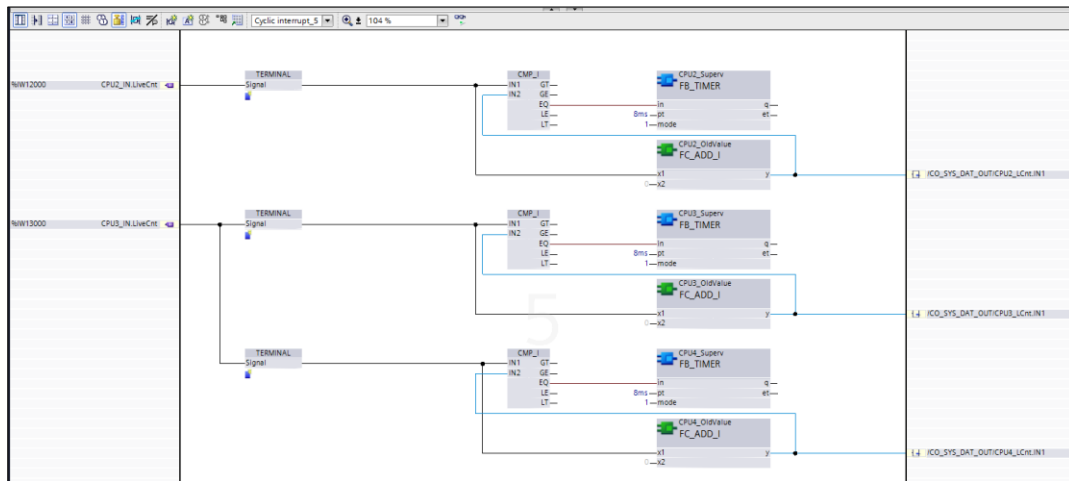 Cyclic interrupt_5
104 %
%IW12000 CPU2_IN.LiveCnt
TERMINAL
Signal
CMP_I
IN1 GT
IN2 GE
EQ
LE
LT
CPU2_Superv
FB_TIMER
in q
8ms pt et
1 mode
CPU2_OldValue
FC_ADD_I
x1 y
0 x2
/CO_SYS_DAT_OUT/CPU2_LCnt.IN1
%IW13000 CPU3_IN.LiveCnt
TERMINAL
Signal
CMP_I
IN1 GT
IN2 GE
EQ
LE
LT
CPU3_Superv
FB_TIMER
in q
8ms pt et
1 mode
CPU3_OldValue
FC_ADD_I
x1 y
0 x2
/CO_SYS_DAT_OUT/CPU3_LCnt.IN1
5
TERMINAL
Signal
CMP_I
IN1 GT
IN2 GE
EQ
LE
LT
CPU4_Superv
FB_TIMER
in q
8ms pt et
1 mode
CPU4_OldValue
FC_ADD_I
x1 y
0 x2
/CO_SYS_DAT_OUT/CPU4_LCnt.IN1